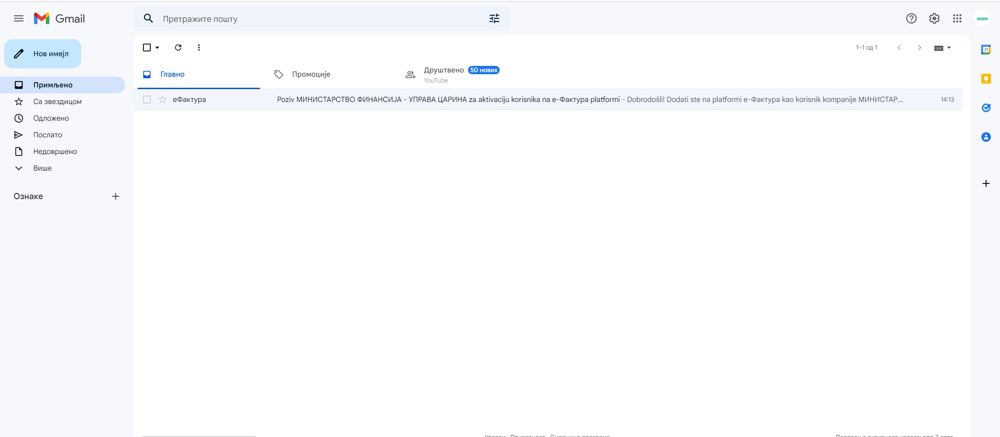 Gmail
Претражите пошту
Нов имејл
1–1 од 1
Примљено
Са звездицом
Одложено
Послато
Недовршено
Више
Ознаке
Главно
Промоције
Друштвено 50 нових
YouTube
еФактура Poziv МИНИСТАРСТВО ФИНАНСИЈА - УПРАВА ЦАРИНА za aktivaciju korisnika na е-Фактура platformi - Dobrodošli! Dodati ste na platformi е-Фактура kao korisnik kompanije МИНИСТАР... 14:13
31